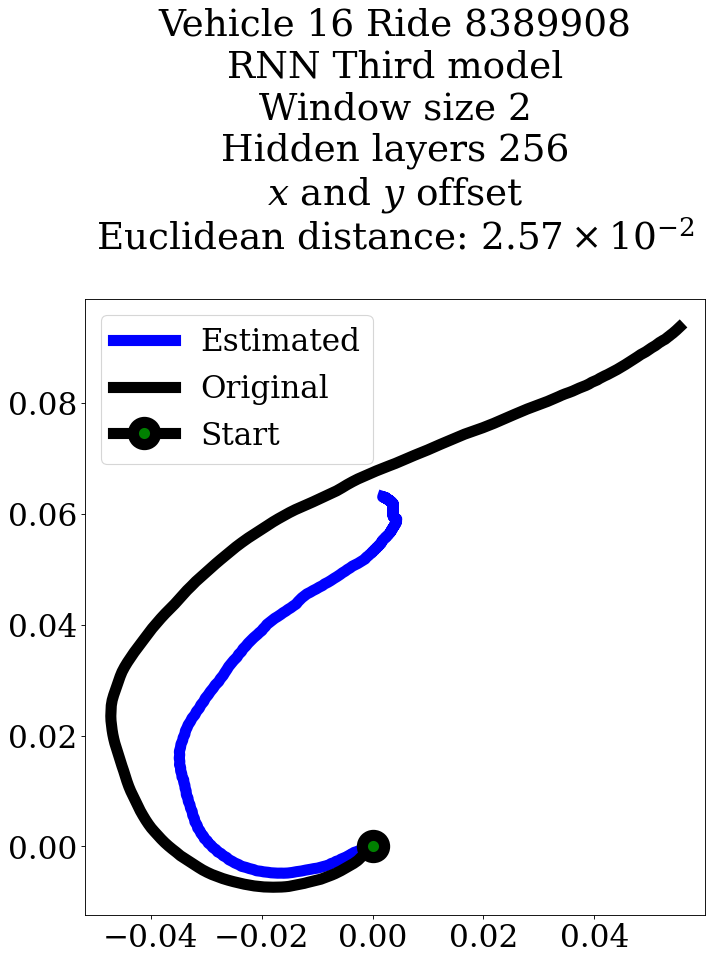 Vehicle 16 Ride 8389908
RNN Third model
Window size 2
Hidden layers 256
x and y offset
Euclidean distance: 2.57 × 10⁻²
Estimated
Original
Start
0.08
0.06
0.04
0.02
0.00
−0.04 −0.02 0.00 0.02 0.04